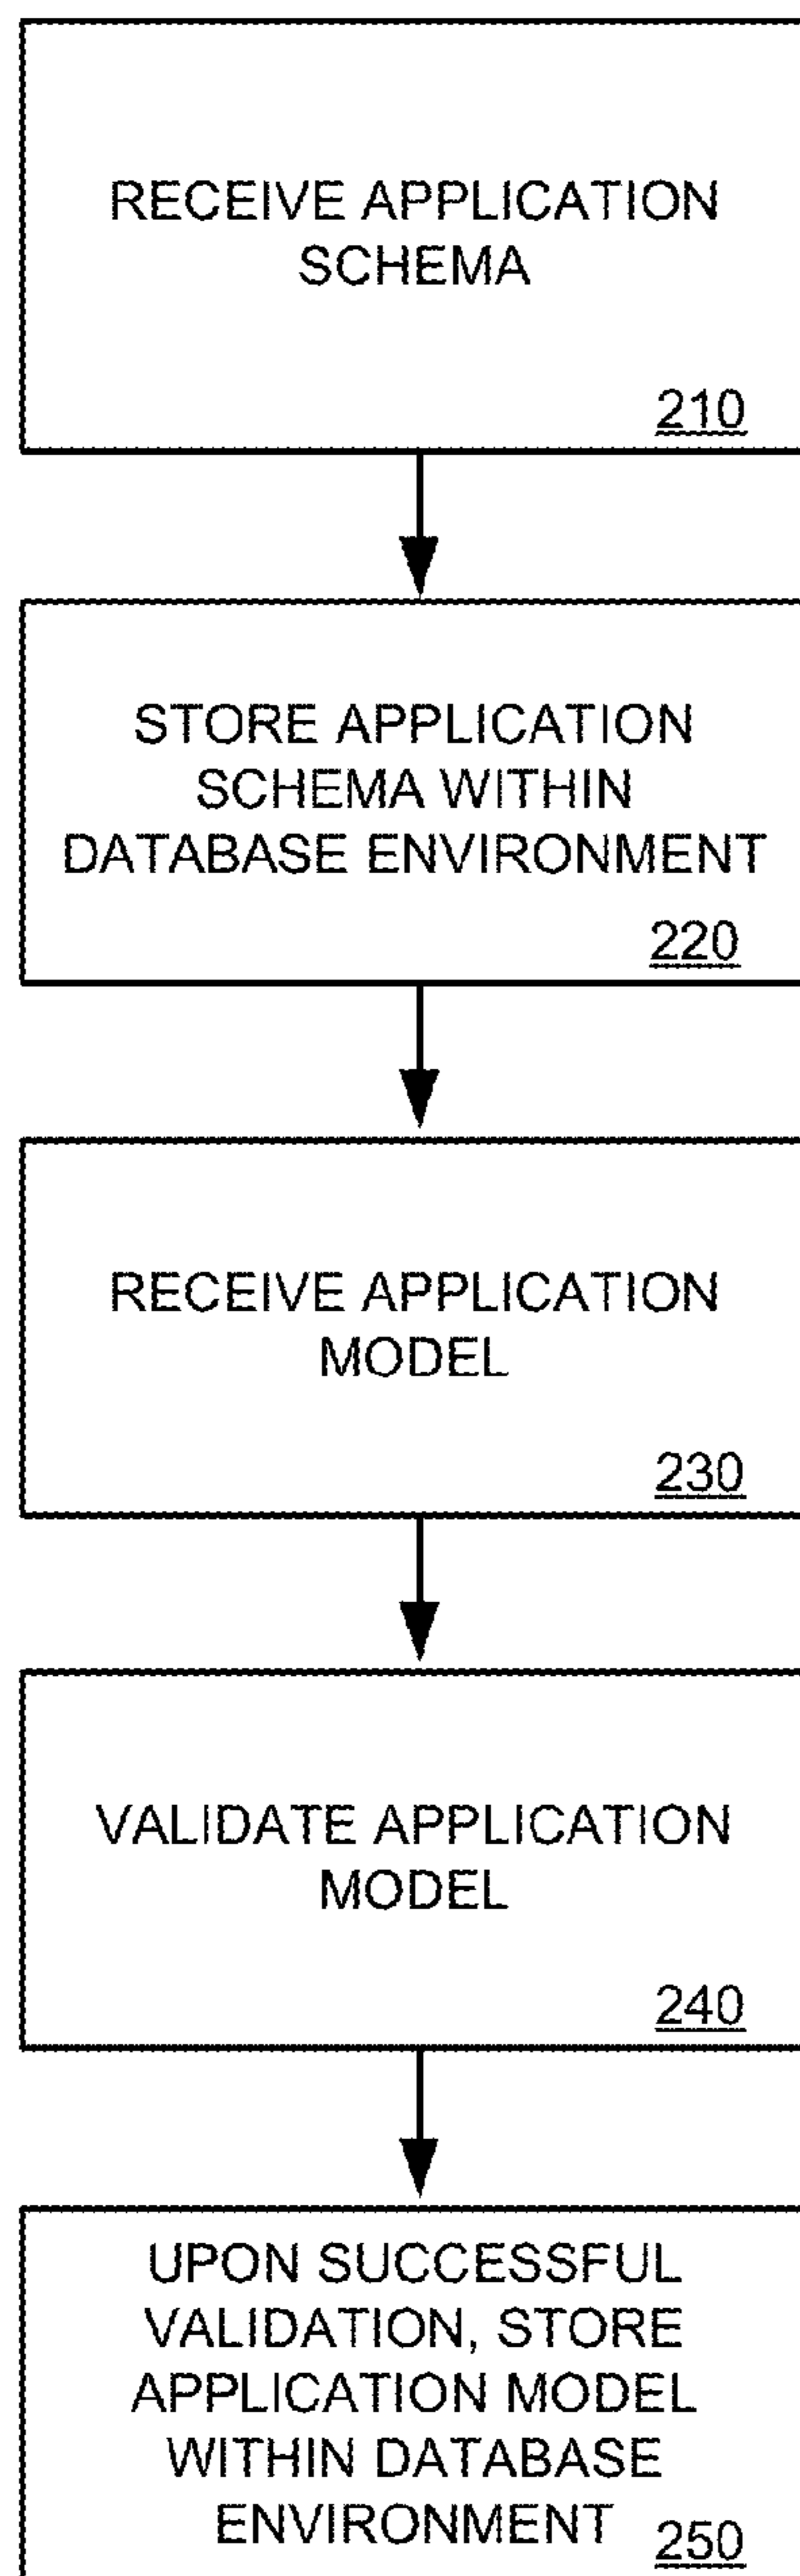 RECEIVE APPLICATION
SCHEMA
210
STORE APPLICATION
SCHEMA WITHIN
DATABASE ENVIRONMENT
220
RECEIVE APPLICATION
MODEL
230
VALIDATE APPLICATION
MODEL
240
UPON SUCCESSFUL
VALIDATION, STORE
APPLICATION MODEL
WITHIN DATABASE
ENVIRONMENT
250